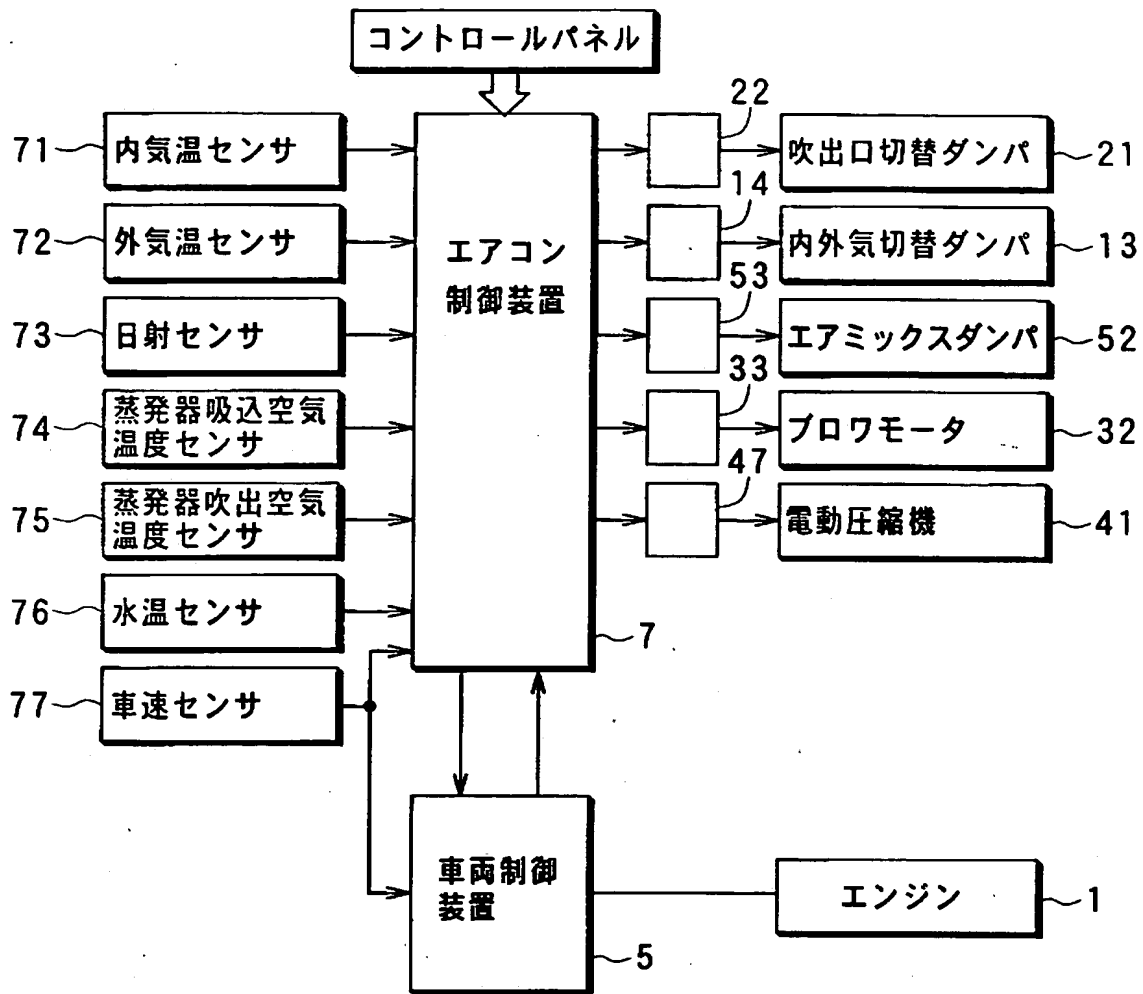 コントロールパネル
22
71
内気温センサ
吹出口切替ダンパ
21
14
72
外気温センサ
内外気切替ダンパ
13
エアコン
制御装置
53
73
日射センサ
エアミックスダンパ
52
33
74
蒸発器吸込空気
温度センサ
ブロワモータ
32
47
75
蒸発器吹出空気
温度センサ
電動圧縮機
41
76
水温センサ
7
77
車速センサ
車両制御
装置
エンジン
1
5